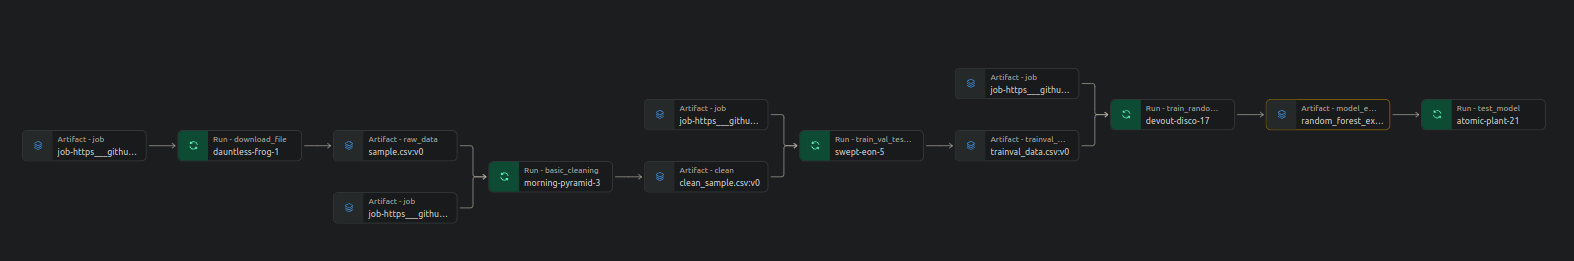 Artifact - job
job-https___githu...
Run - download_file
dauntless-frog-1
Artifact - raw_data
sample.csv:v0
Artifact - job
job-https___githu...
Run - basic_cleaning
morning-pyramid-3
Artifact - job
job-https___githu...
Artifact - clean
clean_sample.csv:v0
Run - train_val_tes...
swept-eon-5
Artifact - job
job-https___githu...
Artifact - trainval_...
trainval_data.csv:v0
Run - train_rando...
devout-disco-17
Artifact - model_e...
random_forest_ex...
Run - test_model
atomic-plant-21